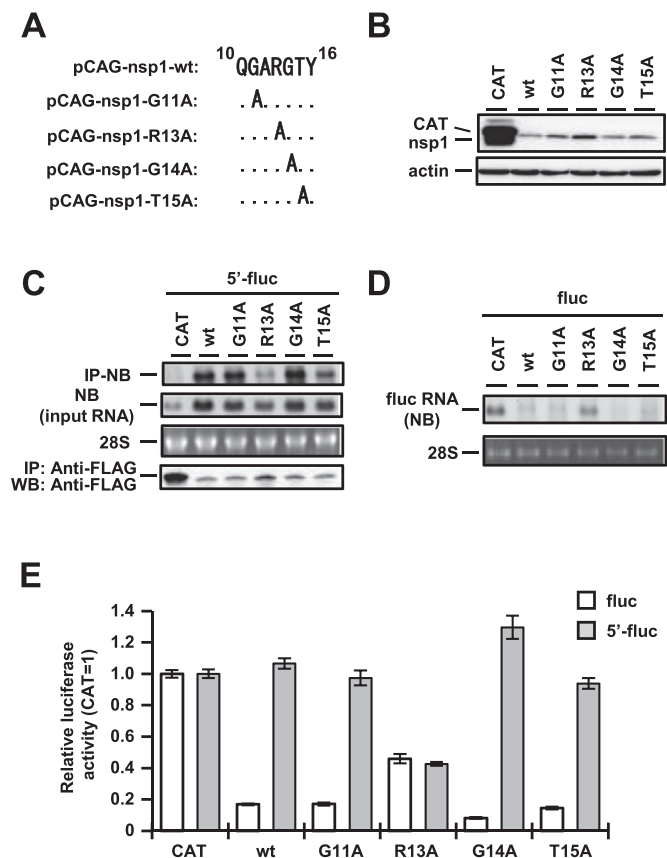 A
10 QGARGTY 16
pCAG-nsp1-wt:
pCAG-nsp1-G11A: . A . . . . .
pCAG-nsp1-R13A: . . . A . . .
pCAG-nsp1-G14A: . . . . A . .
pCAG-nsp1-T15A: . . . . . A .
B
CAT wt G11A R13A G14A T15A
CAT
nsp1
actin
C
5'-fluc
CAT wt G11A R13A G14A T15A
IP-NB
NB
(input RNA)
28S
IP: Anti-FLAG
WB: Anti-FLAG
D
fluc
CAT wt G11A R13A G14A T15A
fluc RNA
(NB)
28S
E
Relative luciferase
activity (CAT=1)
1.4
1.2
1.0
0.8
0.6
0.4
0.2
0
fluc
5'-fluc
CAT wt G11A R13A G14A T15A